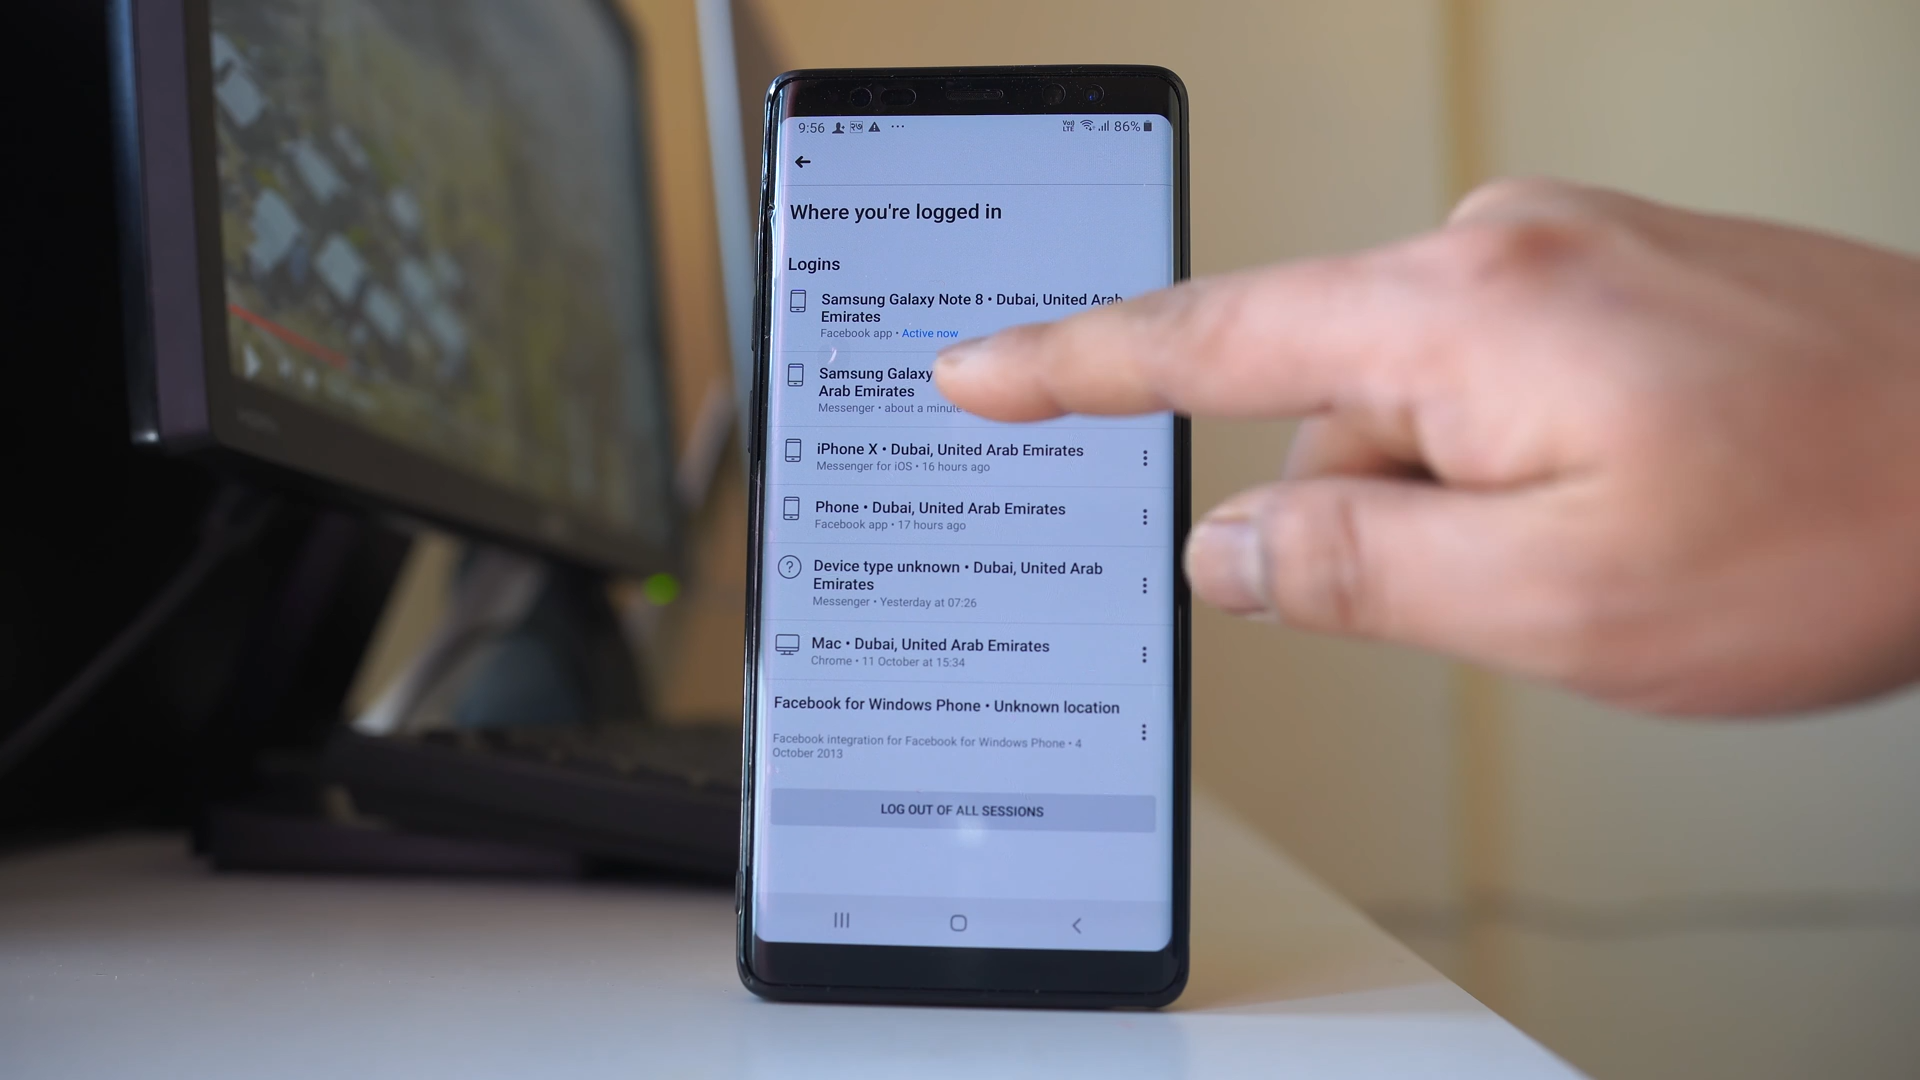 9:56 ... VoI) LTE 86%
Where you're logged in
Logins
Samsung Galaxy Note 8 • Dubai, United Arab
Emirates
Facebook app • Active now
Samsung Galaxy
Arab Emirates
Messenger • about a minute
iPhone X • Dubai, United Arab Emirates
Messenger for iOS • 16 hours ago
Phone • Dubai, United Arab Emirates
Facebook app • 17 hours ago
Device type unknown • Dubai, United Arab
Emirates
Messenger • Yesterday at 07:26
Mac • Dubai, United Arab Emirates
Chrome • 11 October at 15:34
Facebook for Windows Phone • Unknown location
Facebook integration for Facebook for Windows Phone • 4
October 2013
LOG OUT OF ALL SESSIONS